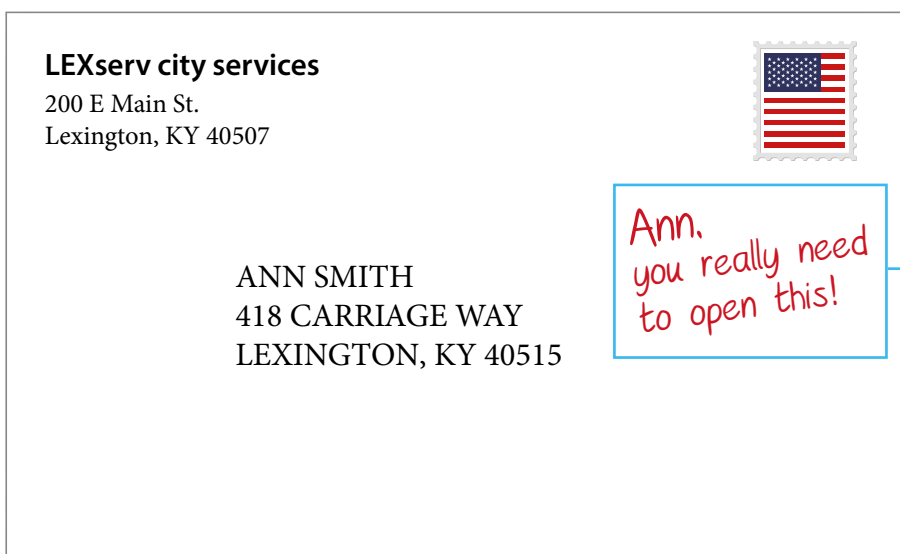 LEXserv city services
200 E Main St.
Lexington, KY 40507
Ann,
you really need
to open this!
ANN SMITH
418 CARRIAGE WAY
LEXINGTON, KY 40515